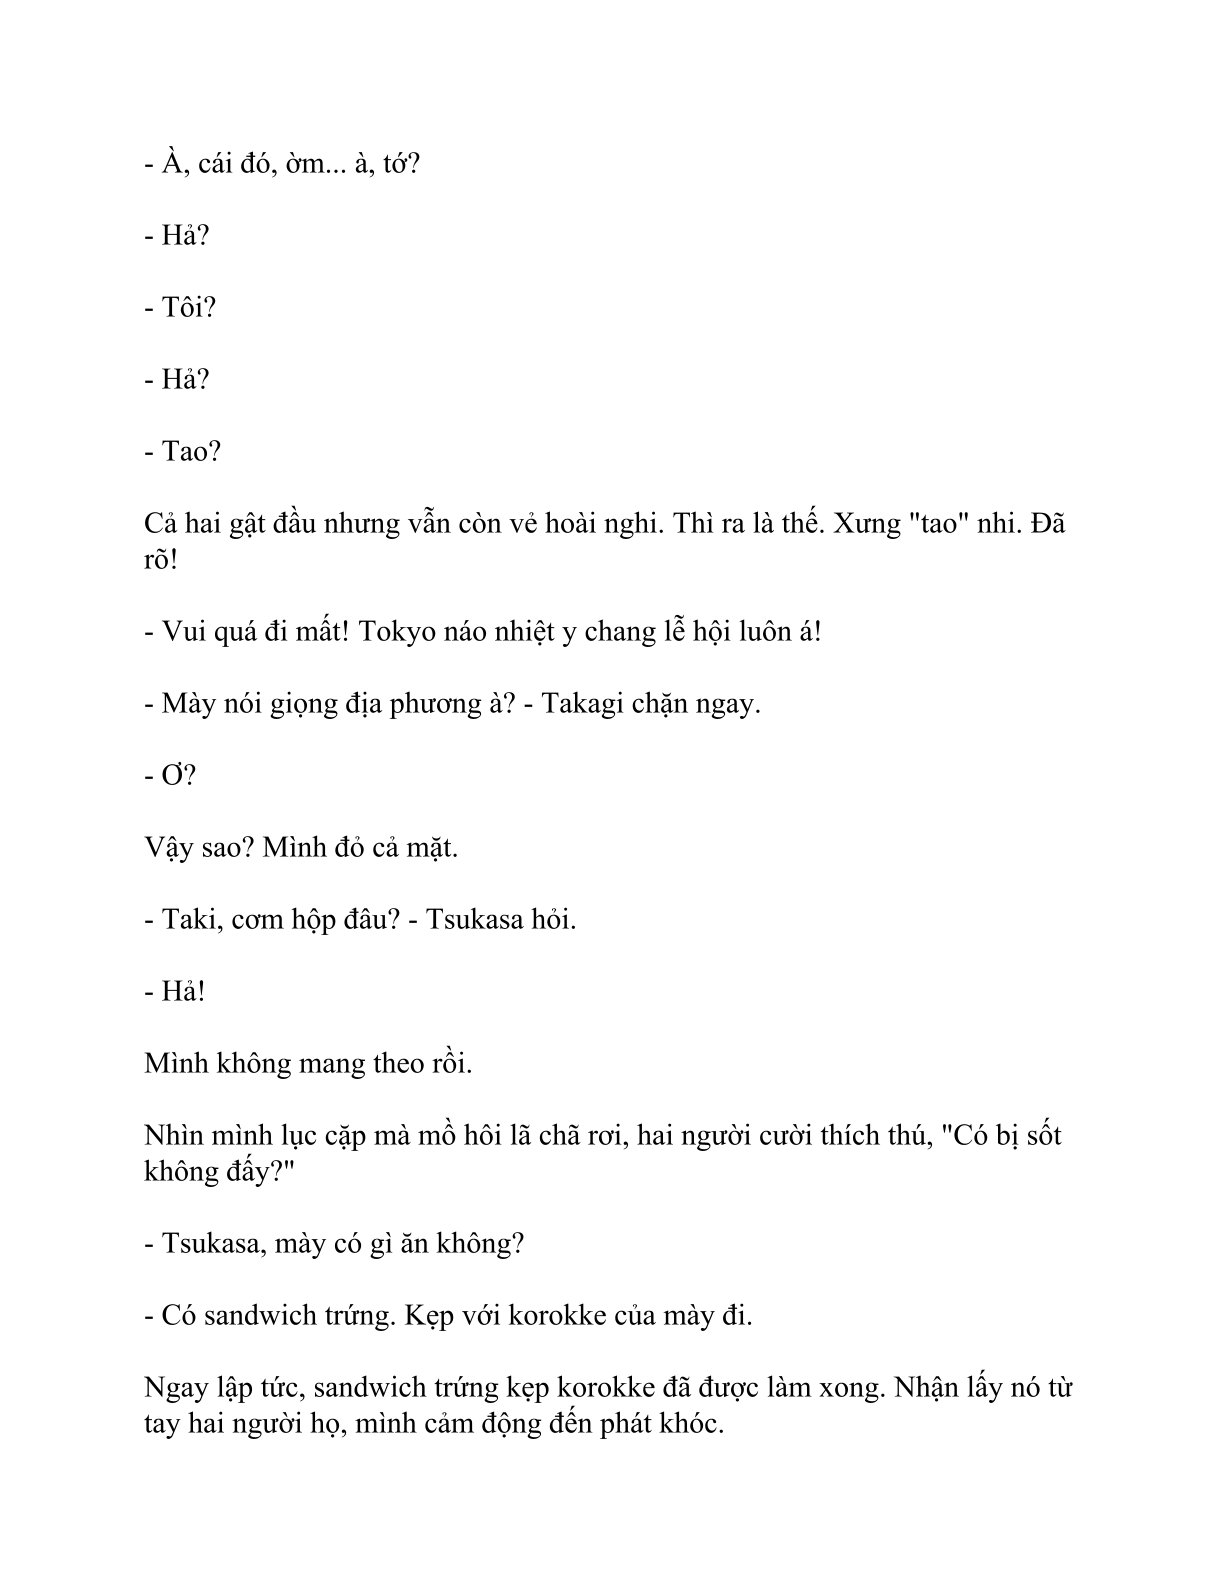 - À, cái đó, ờm... à, tớ?
- Hả?
- Tôi?
- Hả?
- Tao?
Cả hai gật đầu nhưng vẫn còn vẻ hoài nghi. Thì ra là thế. Xưng "tao" nhi. Đã
rõ!
- Vui quá đi mất! Tokyo náo nhiệt y chang lễ hội luôn á!
- Mày nói giọng địa phương à? - Takagi chặn ngay.
- Ơ?
Vậy sao? Mình đỏ cả mặt.
- Taki, cơm hộp đâu? - Tsukasa hỏi.
- Hả!
Mình không mang theo rồi.
Nhìn mình lục cặp mà mồ hôi lã chã rơi, hai người cười thích thú, "Có bị sốt
không đấy?"
- Tsukasa, mày có gì ăn không?
- Có sandwich trứng. Kẹp với korokke của mày đi.
Ngay lập tức, sandwich trứng kẹp korokke đã được làm xong. Nhận lấy nó từ
tay hai người họ, mình cảm động đến phát khóc.